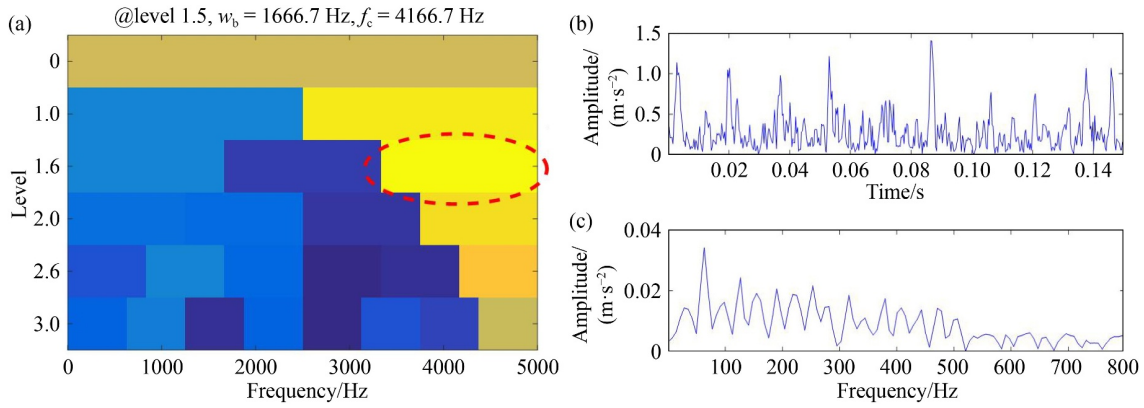 (a)
@level 1.5, w_b = 1666.7 Hz, f_c = 4166.7 Hz
Level
0
1.0
1.6
2.0
2.6
3.0
0 1000 2000 3000 4000 5000
Frequency/Hz
(b)
Amplitude/
(m·s⁻²)
1.5
1.0
0.5
0
0.02 0.04 0.06 0.08 0.10 0.12 0.14
Time/s
(c)
Amplitude/
(m·s⁻²)
0.04
0.02
0
100 200 300 400 500 600 700 800
Frequency/Hz